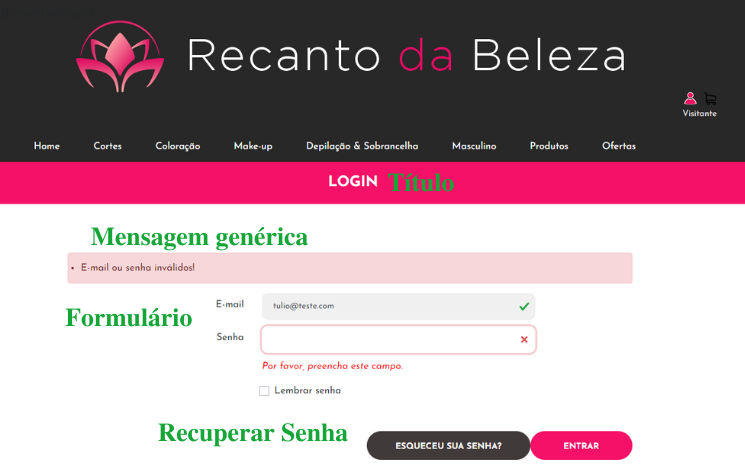 Recanto da Beleza
Visitante
Home Cortes Coloração Make-up Depilação & Sobrancelha Masculino Produtos Ofertas
LOGIN Título
Mensagem genérica
• E-mail ou senha inválidos!
Formulário
E-mail tulio@teste.com
Senha
Por favor, preencha este campo.
Lembrar senha
Recuperar Senha
ESQUECEU SUA SENHA? ENTRAR